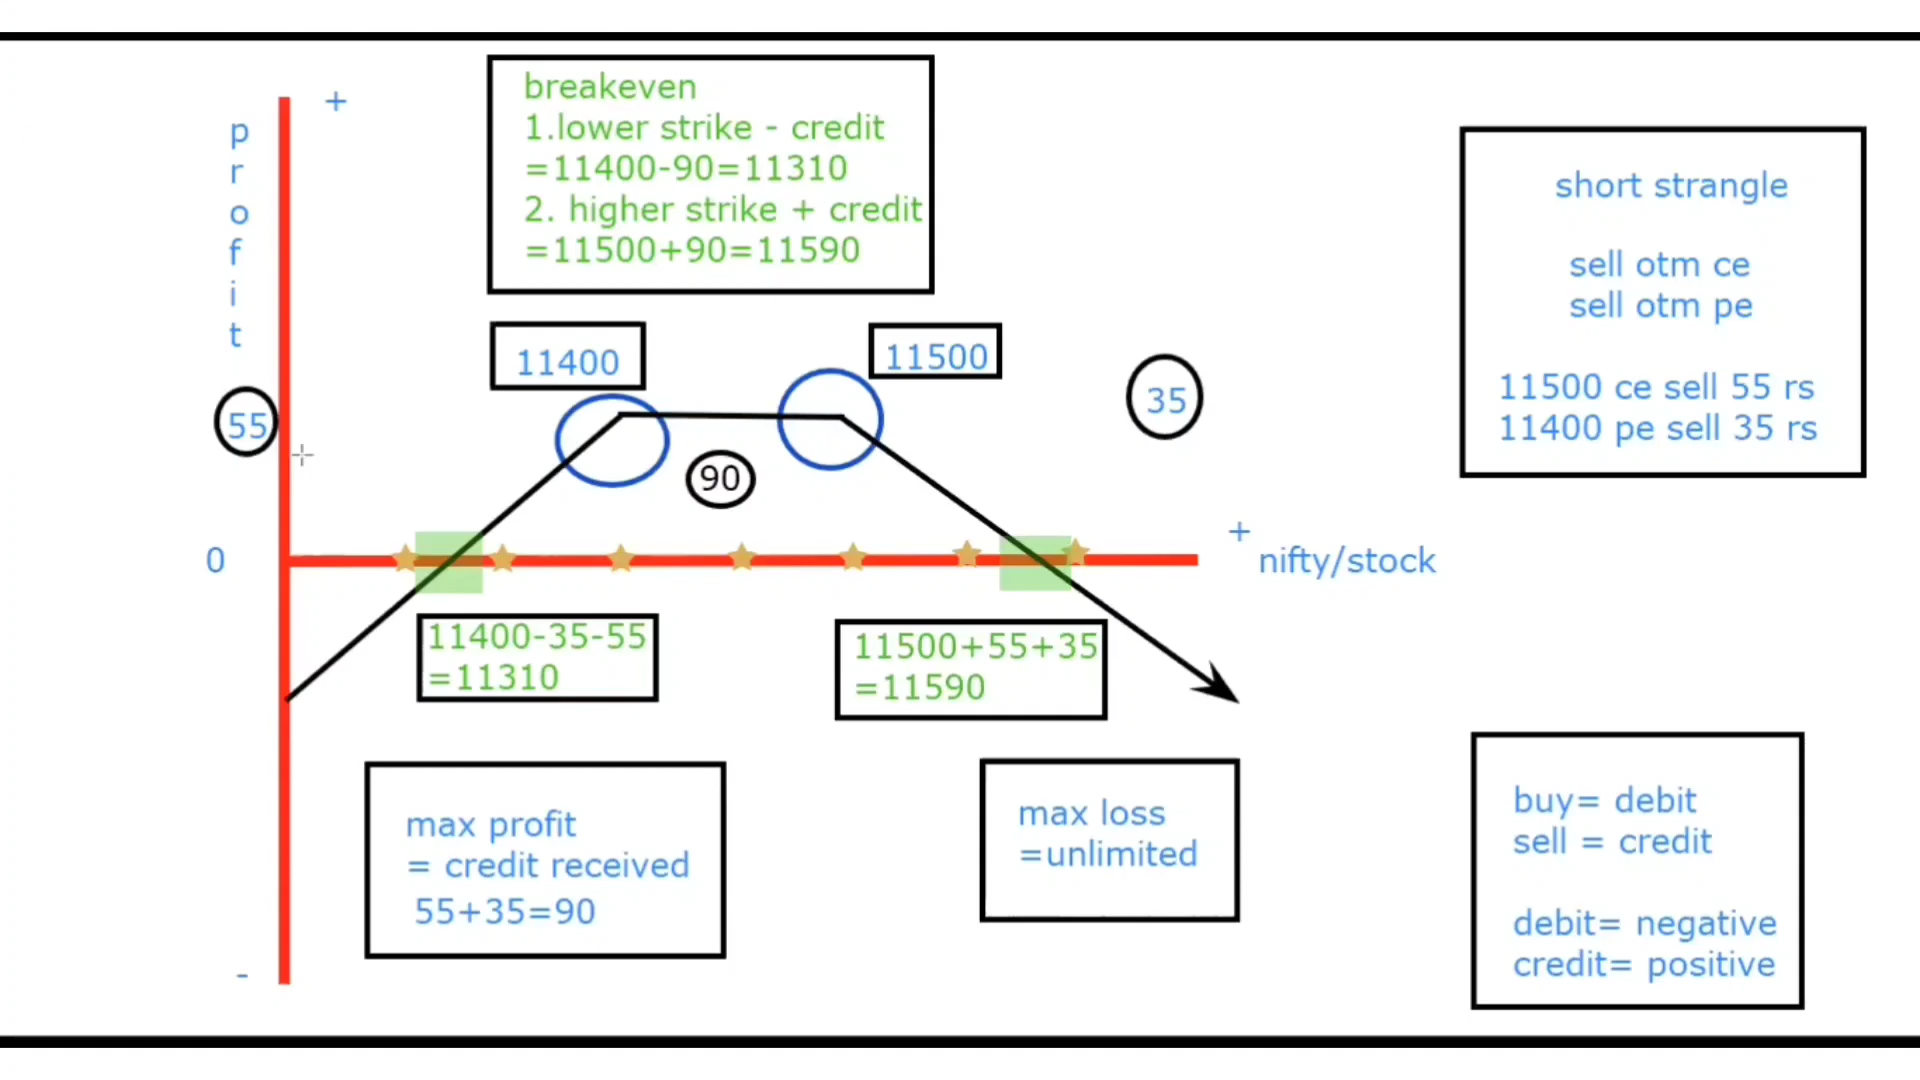 +
p
r
o
f
i
t
breakeven
1.lower strike - credit
=11400-90=11310
2. higher strike + credit
=11500+90=11590
short strangle
sell otm ce
sell otm pe
11500 ce sell 55 rs
11400 pe sell 35 rs
11400
11500
55
35
90
0
+
nifty/stock
11400-35-55
=11310
11500+55+35
=11590
max profit
= credit received
55+35=90
max loss
=unlimited
buy= debit
sell = credit
debit= negative
credit= positive
-